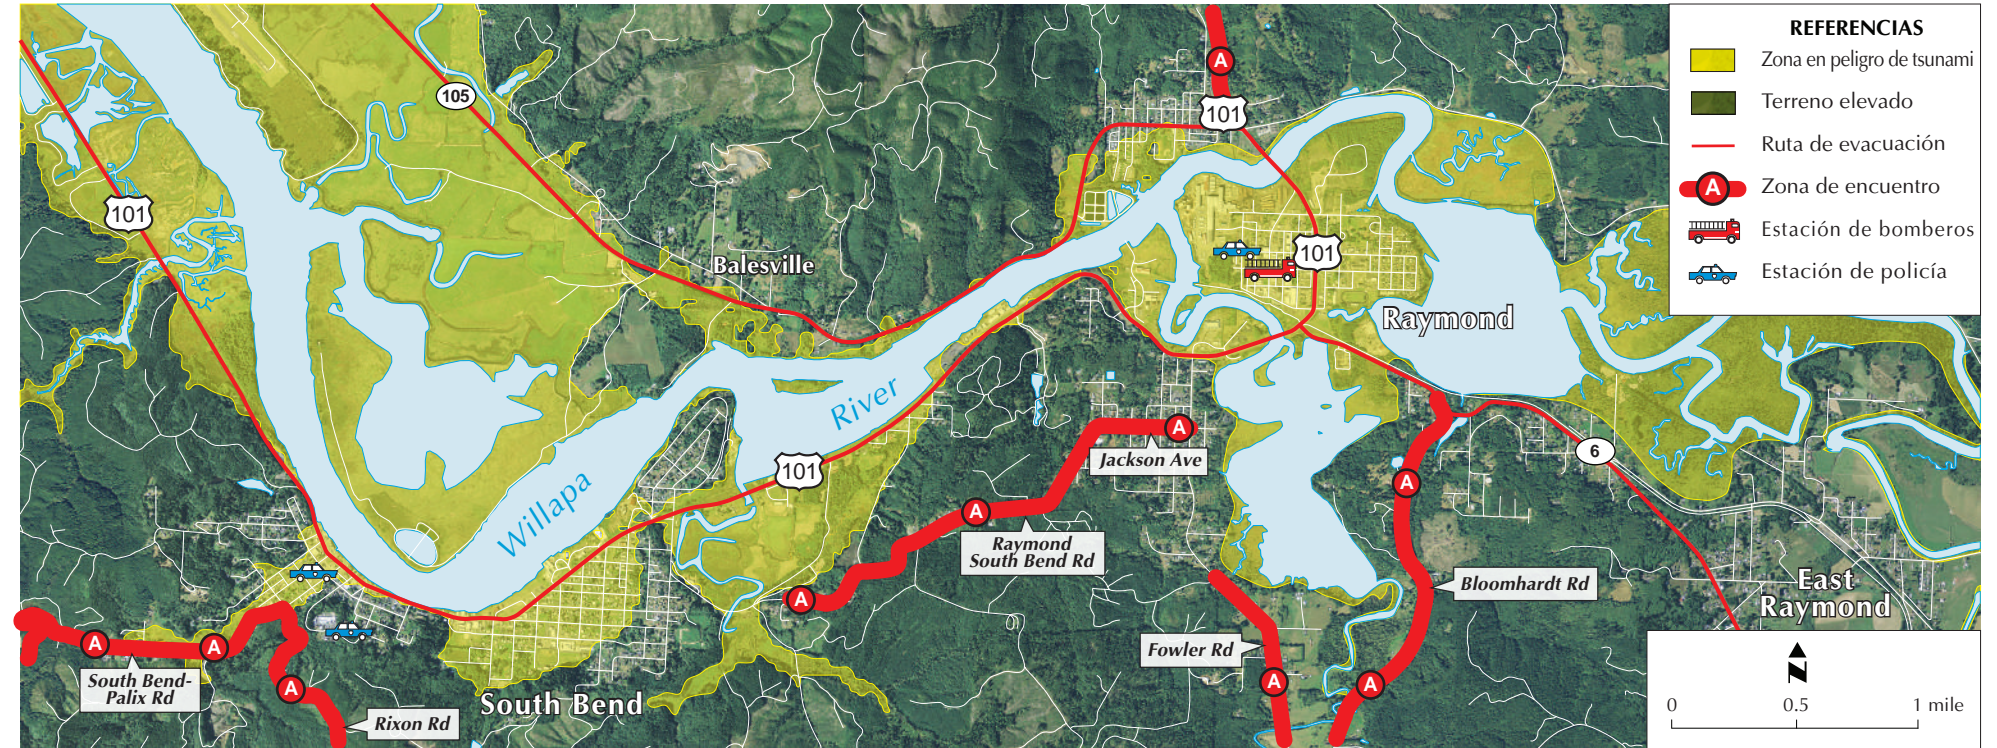 REFERENCIAS
Zona en peligro de tsunami
Terreno elevado
Ruta de evacuación
A
Zona de encuentro
Estación de bomberos
Estación de policía
A
101
105
101
101
Balesville
Raymond
River
Willapa
101
A
Jackson Ave
6
A
A
Raymond
South Bend Rd
A
Bloomhardt Rd
East
Raymond
A
A
South Bend-
Palix Rd
A
Rixon Rd
South Bend
Fowler Rd
A
A
N
0
0.5
1 mile